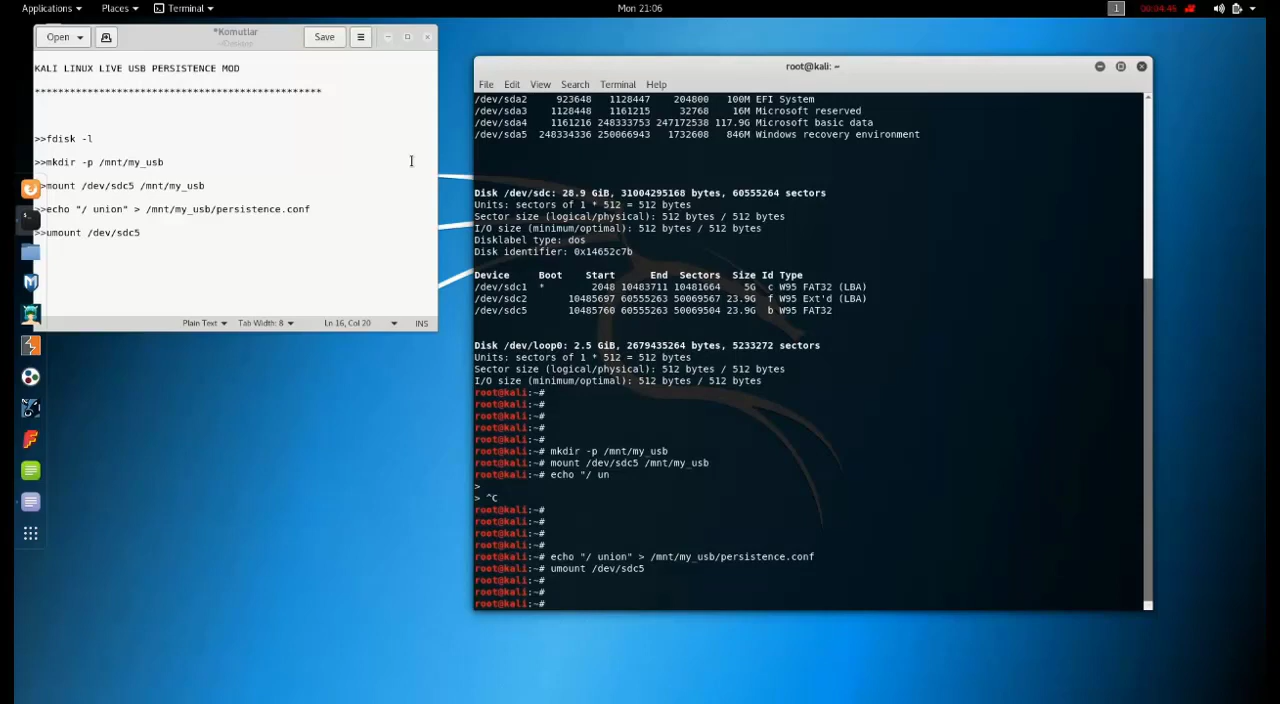 Applications
Places
Terminal
Mon 21:06
1
00:04:45
Open
*Komutlar
~/Desktop
Save
KALI LINUX LIVE USB PERSISTENCE MOD
*************************************************
>>fdisk -l
>>mkdir -p /mnt/my_usb
>>mount /dev/sdc5 /mnt/my_usb
>>echo "/ union" > /mnt/my_usb/persistence.conf
>>umount /dev/sdc5
Plain Text
Tab Width: 8
Ln 16, Col 20
INS
root@kali: ~
File Edit View Search Terminal Help
/dev/sda2 923648 1128447 204800 100M EFI System
/dev/sda3 1128448 1161215 32768 16M Microsoft reserved
/dev/sda4 1161216 248333753 247172538 117.9G Microsoft basic data
/dev/sda5 248334336 250066943 1732608 846M Windows recovery environment
Disk /dev/sdc: 28.9 GiB, 31004295168 bytes, 60555264 sectors
Units: sectors of 1 * 512 = 512 bytes
Sector size (logical/physical): 512 bytes / 512 bytes
I/O size (minimum/optimal): 512 bytes / 512 bytes
Disklabel type: dos
Disk identifier: 0x14652c7b
Device Boot Start End Sectors Size Id Type
/dev/sdc1 * 2048 10483711 10481664 5G c W95 FAT32 (LBA)
/dev/sdc2 10485697 60555263 50069567 23.9G f W95 Ext'd (LBA)
/dev/sdc5 10485760 60555263 50069504 23.9G b W95 FAT32
Disk /dev/loop0: 2.5 GiB, 2679435264 bytes, 5233272 sectors
Units: sectors of 1 * 512 = 512 bytes
Sector size (logical/physical): 512 bytes / 512 bytes
I/O size (minimum/optimal): 512 bytes / 512 bytes
root@kali:~#
root@kali:~#
root@kali:~#
root@kali:~#
root@kali:~#
root@kali:~# mkdir -p /mnt/my_usb
root@kali:~# mount /dev/sdc5 /mnt/my_usb
root@kali:~# echo "/ un
>
> ^C
root@kali:~#
root@kali:~#
root@kali:~#
root@kali:~#
root@kali:~# echo "/ union" > /mnt/my_usb/persistence.conf
root@kali:~# umount /dev/sdc5
root@kali:~#
root@kali:~#
root@kali:~#